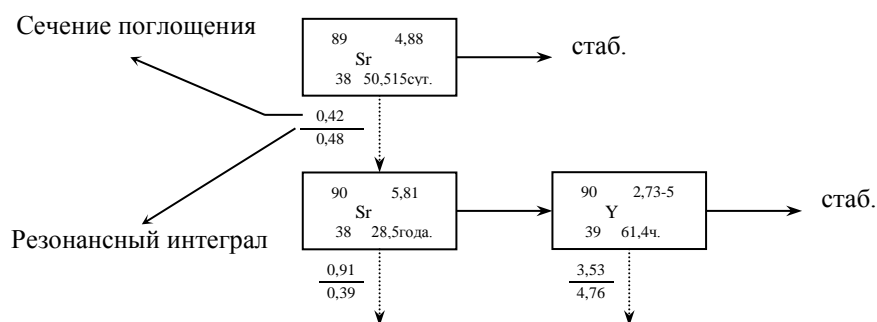 Сечение поглощения
89 4,88
Sr
38 50,515сут.
стаб.
0,42
0,48
90 5,81
Sr
38 28,5года.
90 2,73-5
Y
39 61,4ч.
стаб.
Резонансный интеграл
0,91
0,39
3,53
4,76